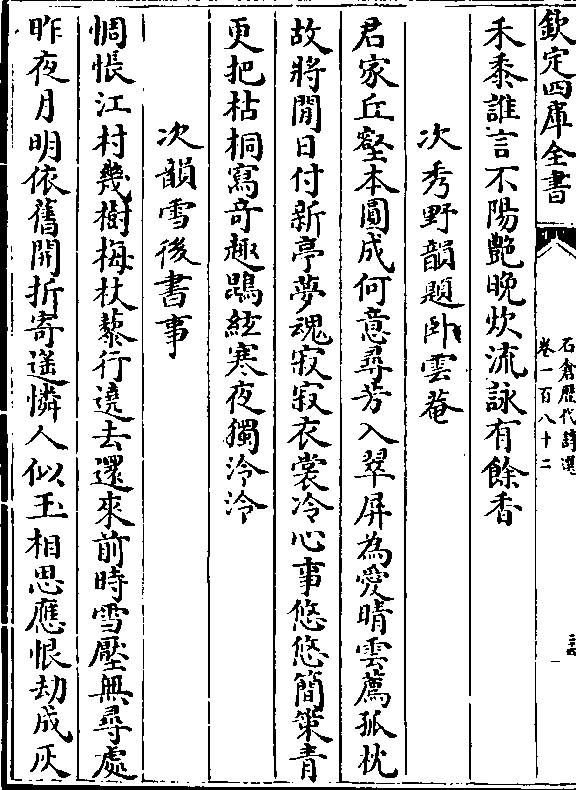 欽定四庫全書
石倉歴代詩選
卷一百八十二
禾黍誰言不陽艷晚炊流詠有餘香
次秀野韻題卧雲菴
君家丘壑本圓成何意尋芳入翠屏為愛晴雲薦孤枕
故將閒日付新亭夢魂寂寂衣裳冷心事悠悠簡策青
更把枯桐寫奇趣鵾絃寒夜獨泠泠
次韻雪後書事
惆悵江村幾樹梅杖藜行遶去還來前時雪壓無尋處
昨夜月明依舊開折寄遥憐人似玉相思應恨劫成灰